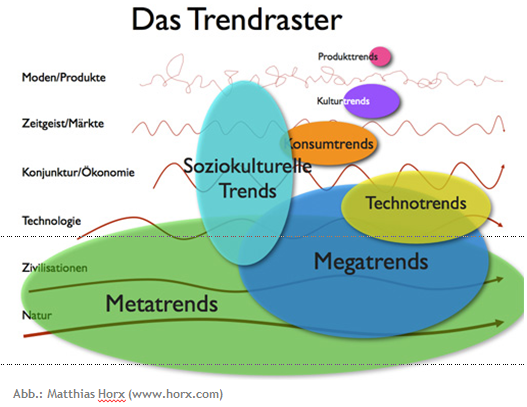 Das Trendraster
Produkttrends
Moden/Produkte
Kulturtrends
Zeitgeist/Märkte
Konsumtrends
Konjunktur/Ökonomie
Soziokulturelle
Trends
Technotrends
Technologie
Megatrends
Zivilisationen
Metatrends
Natur
Abb.: Matthias Horx (www.horx.com)